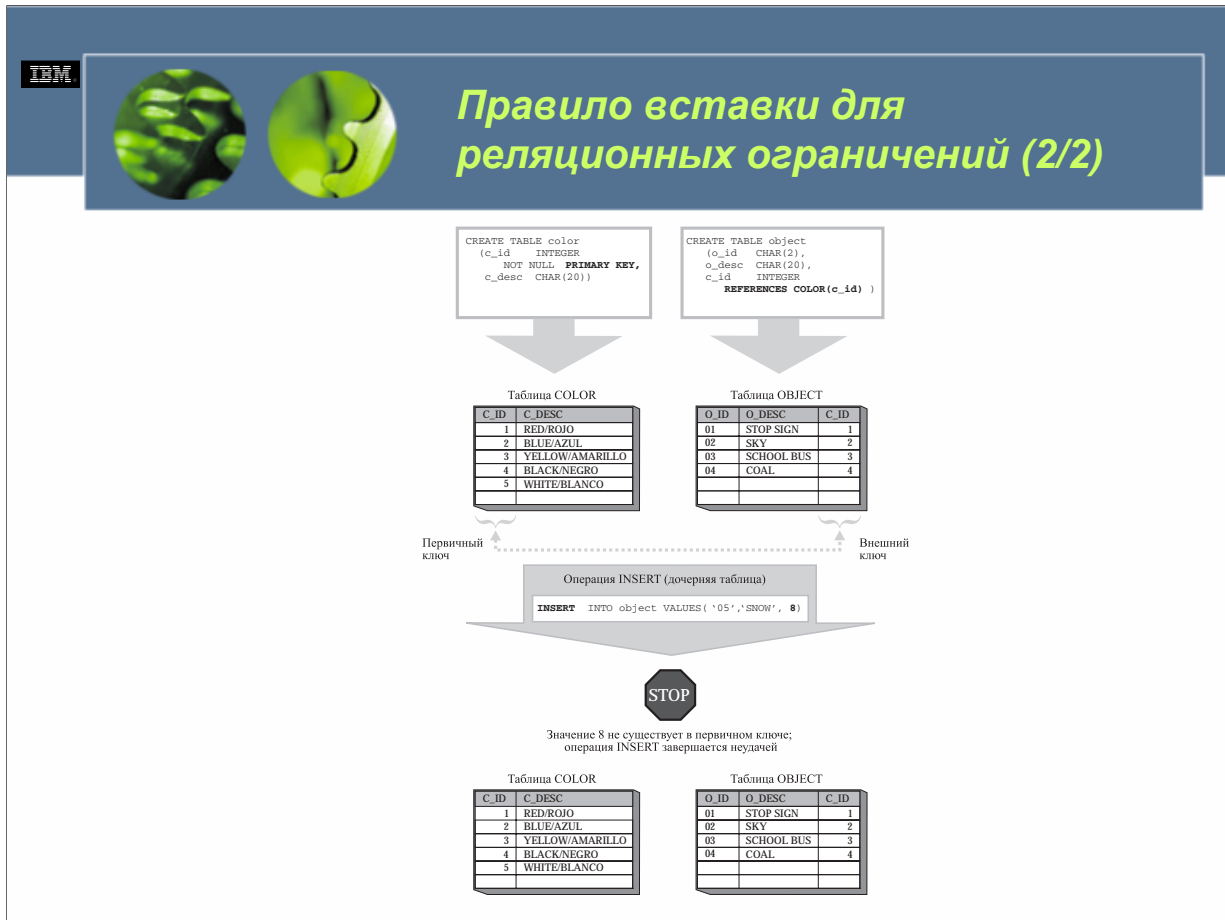 IBM.
Правило вставки для
реляционных ограничений (2/2)
CREATE TABLE color
(c_id INTEGER
NOT NULL PRIMARY KEY,
c_desc CHAR(20))
CREATE TABLE object
(o_id CHAR(2),
o_desc CHAR(20),
c_id INTEGER
REFERENCES COLOR(c_id) )
Таблица COLOR
C_ID C_DESC
1 RED/ROJO
2 BLUE/AZUL
3 YELLOW/AMARILLO
4 BLACK/NEGRO
5 WHITE/BLANCO
Таблица OBJECT
O_ID O_DESC C_ID
01 STOP SIGN 1
02 SKY 2
03 SCHOOL BUS 3
04 COAL 4
Первичный
ключ
Внешний
ключ
Операция INSERT (дочерняя таблица)
INSERT INTO object VALUES( ‘05’,‘SNOW’, 8)
STOP
Значение 8 не существует в первичном ключе;
операция INSERT завершается неудачей
Таблица COLOR
C_ID C_DESC
1 RED/ROJO
2 BLUE/AZUL
3 YELLOW/AMARILLO
4 BLACK/NEGRO
5 WHITE/BLANCO
Таблица OBJECT
O_ID O_DESC C_ID
01 STOP SIGN 1
02 SKY 2
03 SCHOOL BUS 3
04 COAL 4